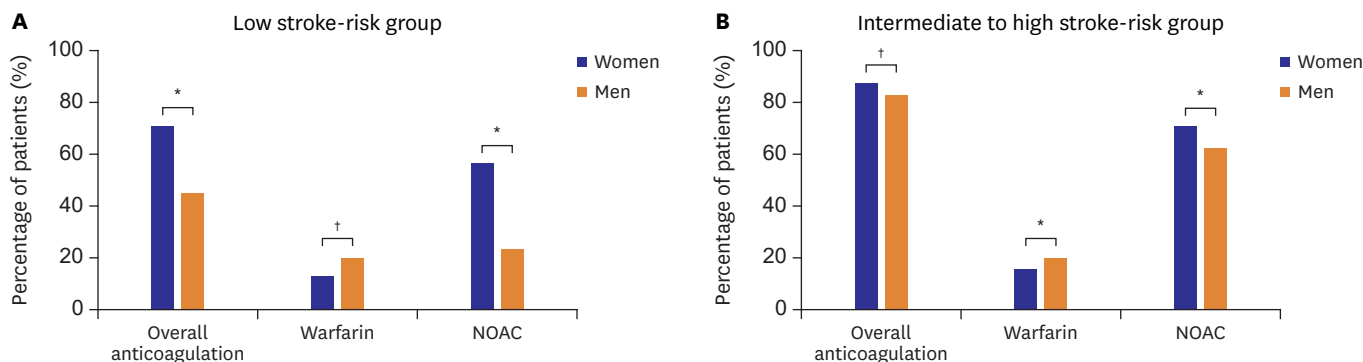 A
Low stroke-risk group
Percentage of patients (%)
100
80
60
40
20
0
*
†
*
Women
Men
Overall
anticoagulation
Warfarin
NOAC
B
Intermediate to high stroke-risk group
Percentage of patients (%)
100
80
60
40
20
0
†
*
*
Women
Men
Overall
anticoagulation
Warfarin
NOAC